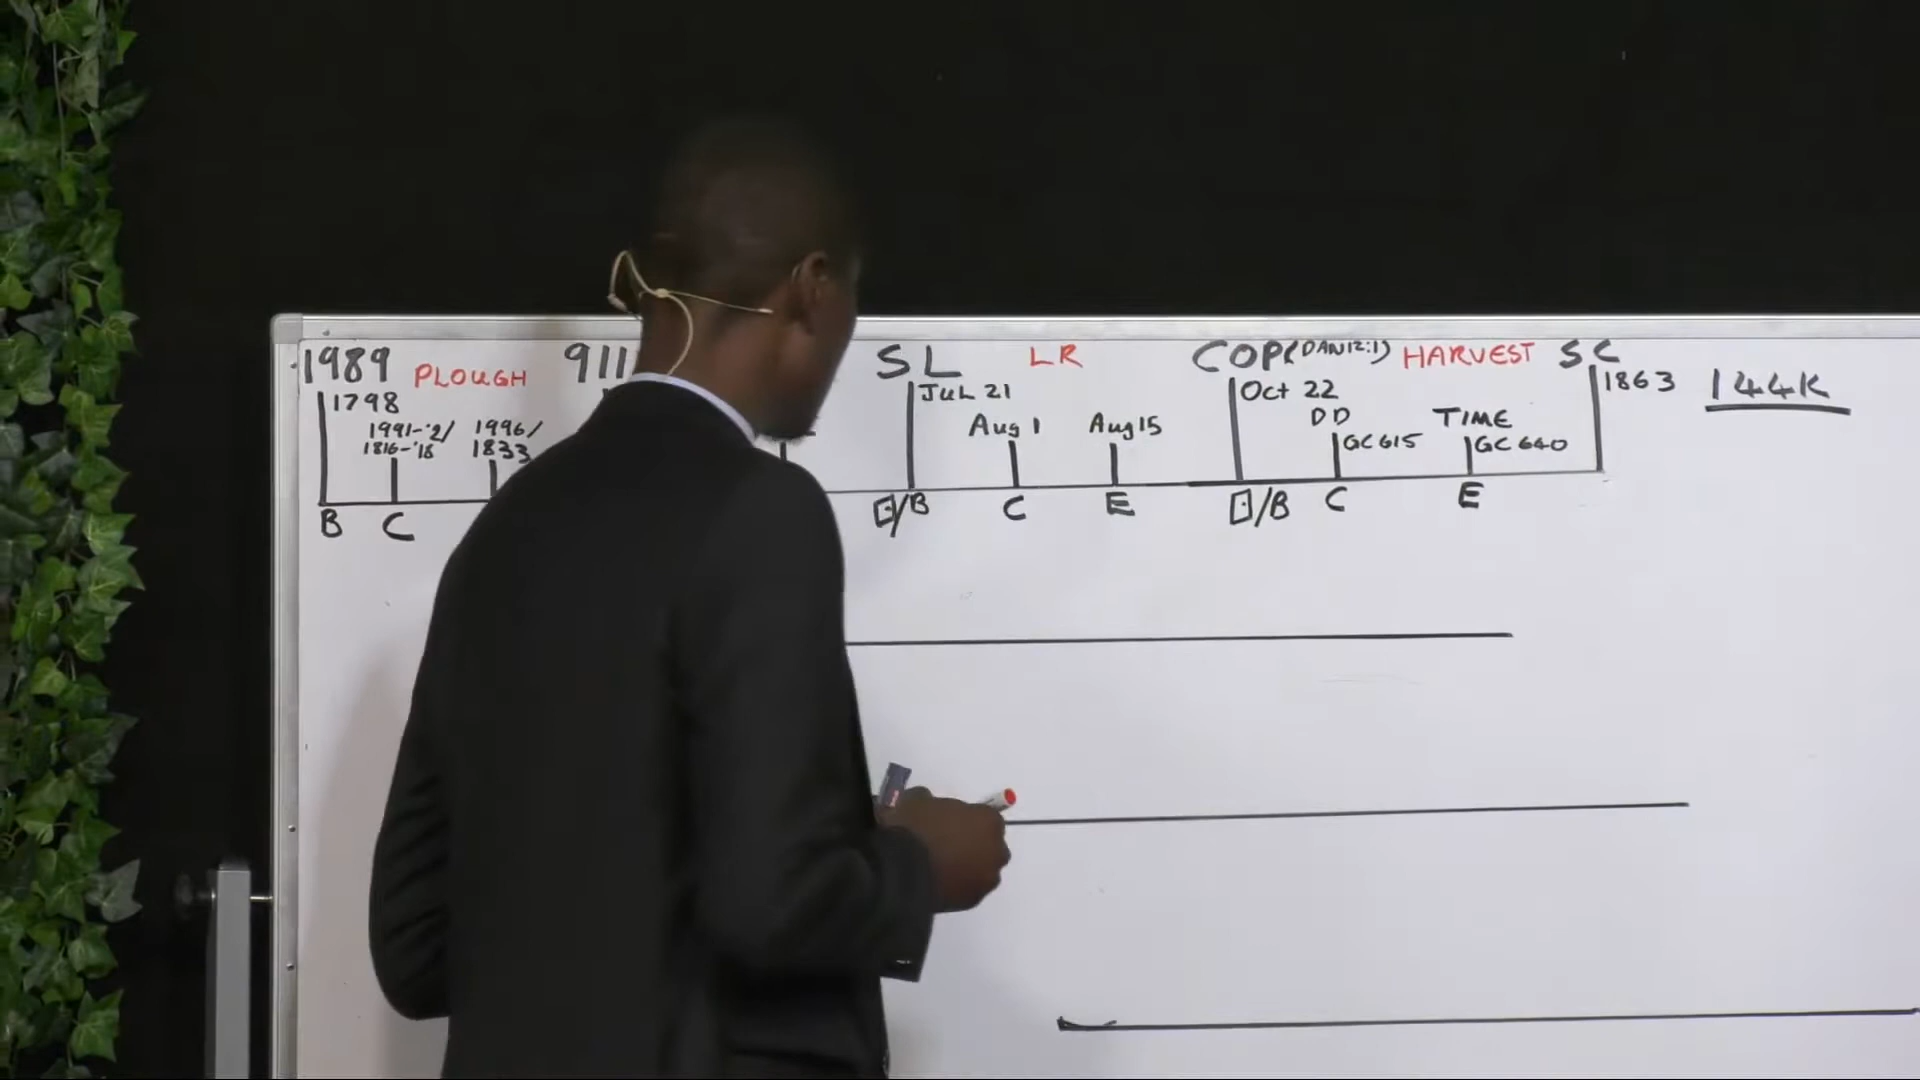 1989 PLOUGH 911 SL LR COP (DAN12:1) HARVEST SC
1798 Jul 21 Oct 22 1863 144K
1991-'2/ 1996/ Aug 1 Aug 15 DD TIME
1816-'18 1833 GC 615 GC 640
B C /B C E /B C E